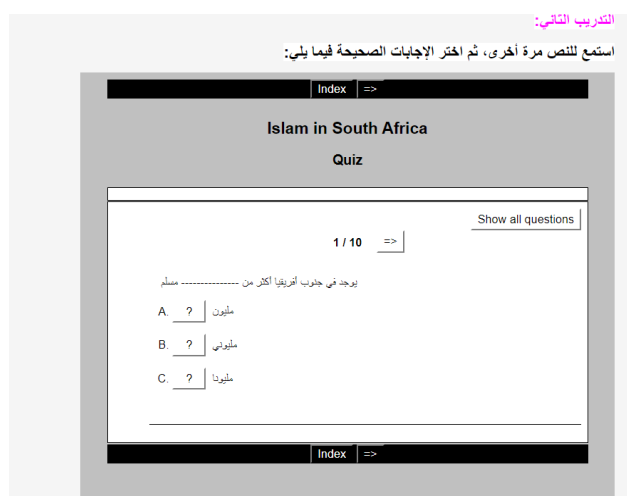 التدريب الثاني:
استمع للنص مرة أخرى، ثم اختر الإجابات الصحيحة فيما يلي:
Index =>
Islam in South Africa
Quiz
Show all questions
1 / 10 =>
يوجد في جنوب أفريقيا أكثر من --------------- مسلم
A. ? مليون
B. ? مليوني
C. ? مليونا
Index =>